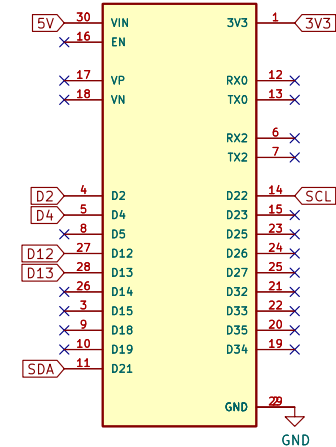 5V 30 VIN 3V3 1 3V3
16 EN
17 VP RX0 12
18 VN TX0 13
RX2 6
TX2 7
D2 4 D2 D22 14 SCL
D4 5 D4 D23 15
8 D5 D25 23
D12 27 D12 D26 24
D13 28 D13 D27 25
26 D14 D32 21
3 D15 D33 22
9 D18 D35 20
10 D19 D34 19
SDA 11 D21
GND 29
GND